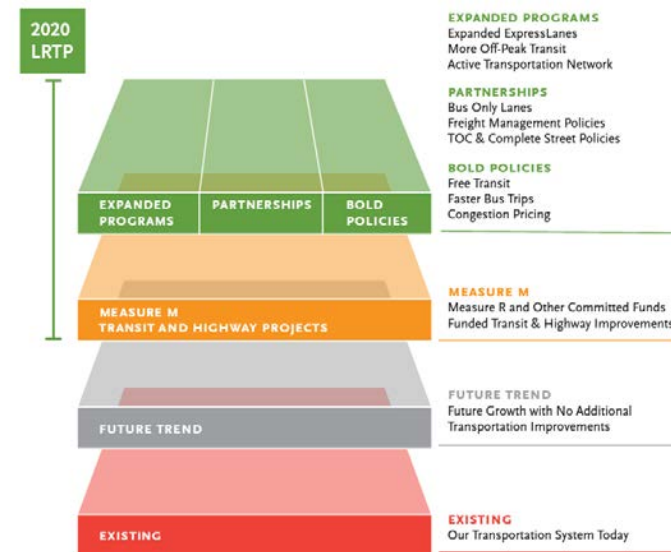 2020
LRTP
EXPANDED PROGRAMS
Expanded ExpressLanes
More Off-Peak Transit
Active Transportation Network
PARTNERSHIPS
Bus Only Lanes
Freight Management Policies
TOC & Complete Street Policies
BOLD POLICIES
Free Transit
Faster Bus Trips
Congestion Pricing
EXPANDED
PROGRAMS
PARTNERSHIPS
BOLD
POLICIES
MEASURE M
TRANSIT AND HIGHWAY PROJECTS
MEASURE M
Measure R and Other Committed Funds
Funded Transit & Highway Improvements
FUTURE TREND
FUTURE TREND
Future Growth with No Additional
Transportation Improvements
EXISTING
EXISTING
Our Transportation System Today